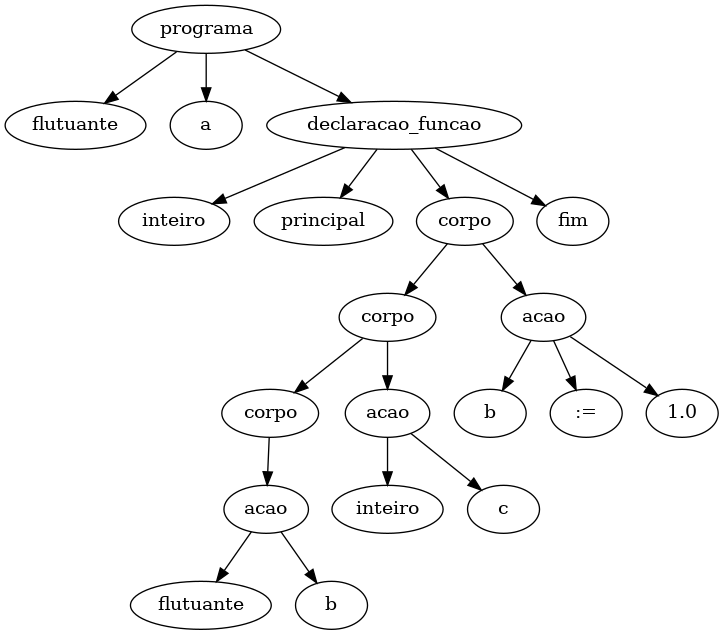 programa
flutuante a declaracao_funcao
inteiro principal corpo fim
corpo acao
corpo acao b := 1.0
acao inteiro c
flutuante b